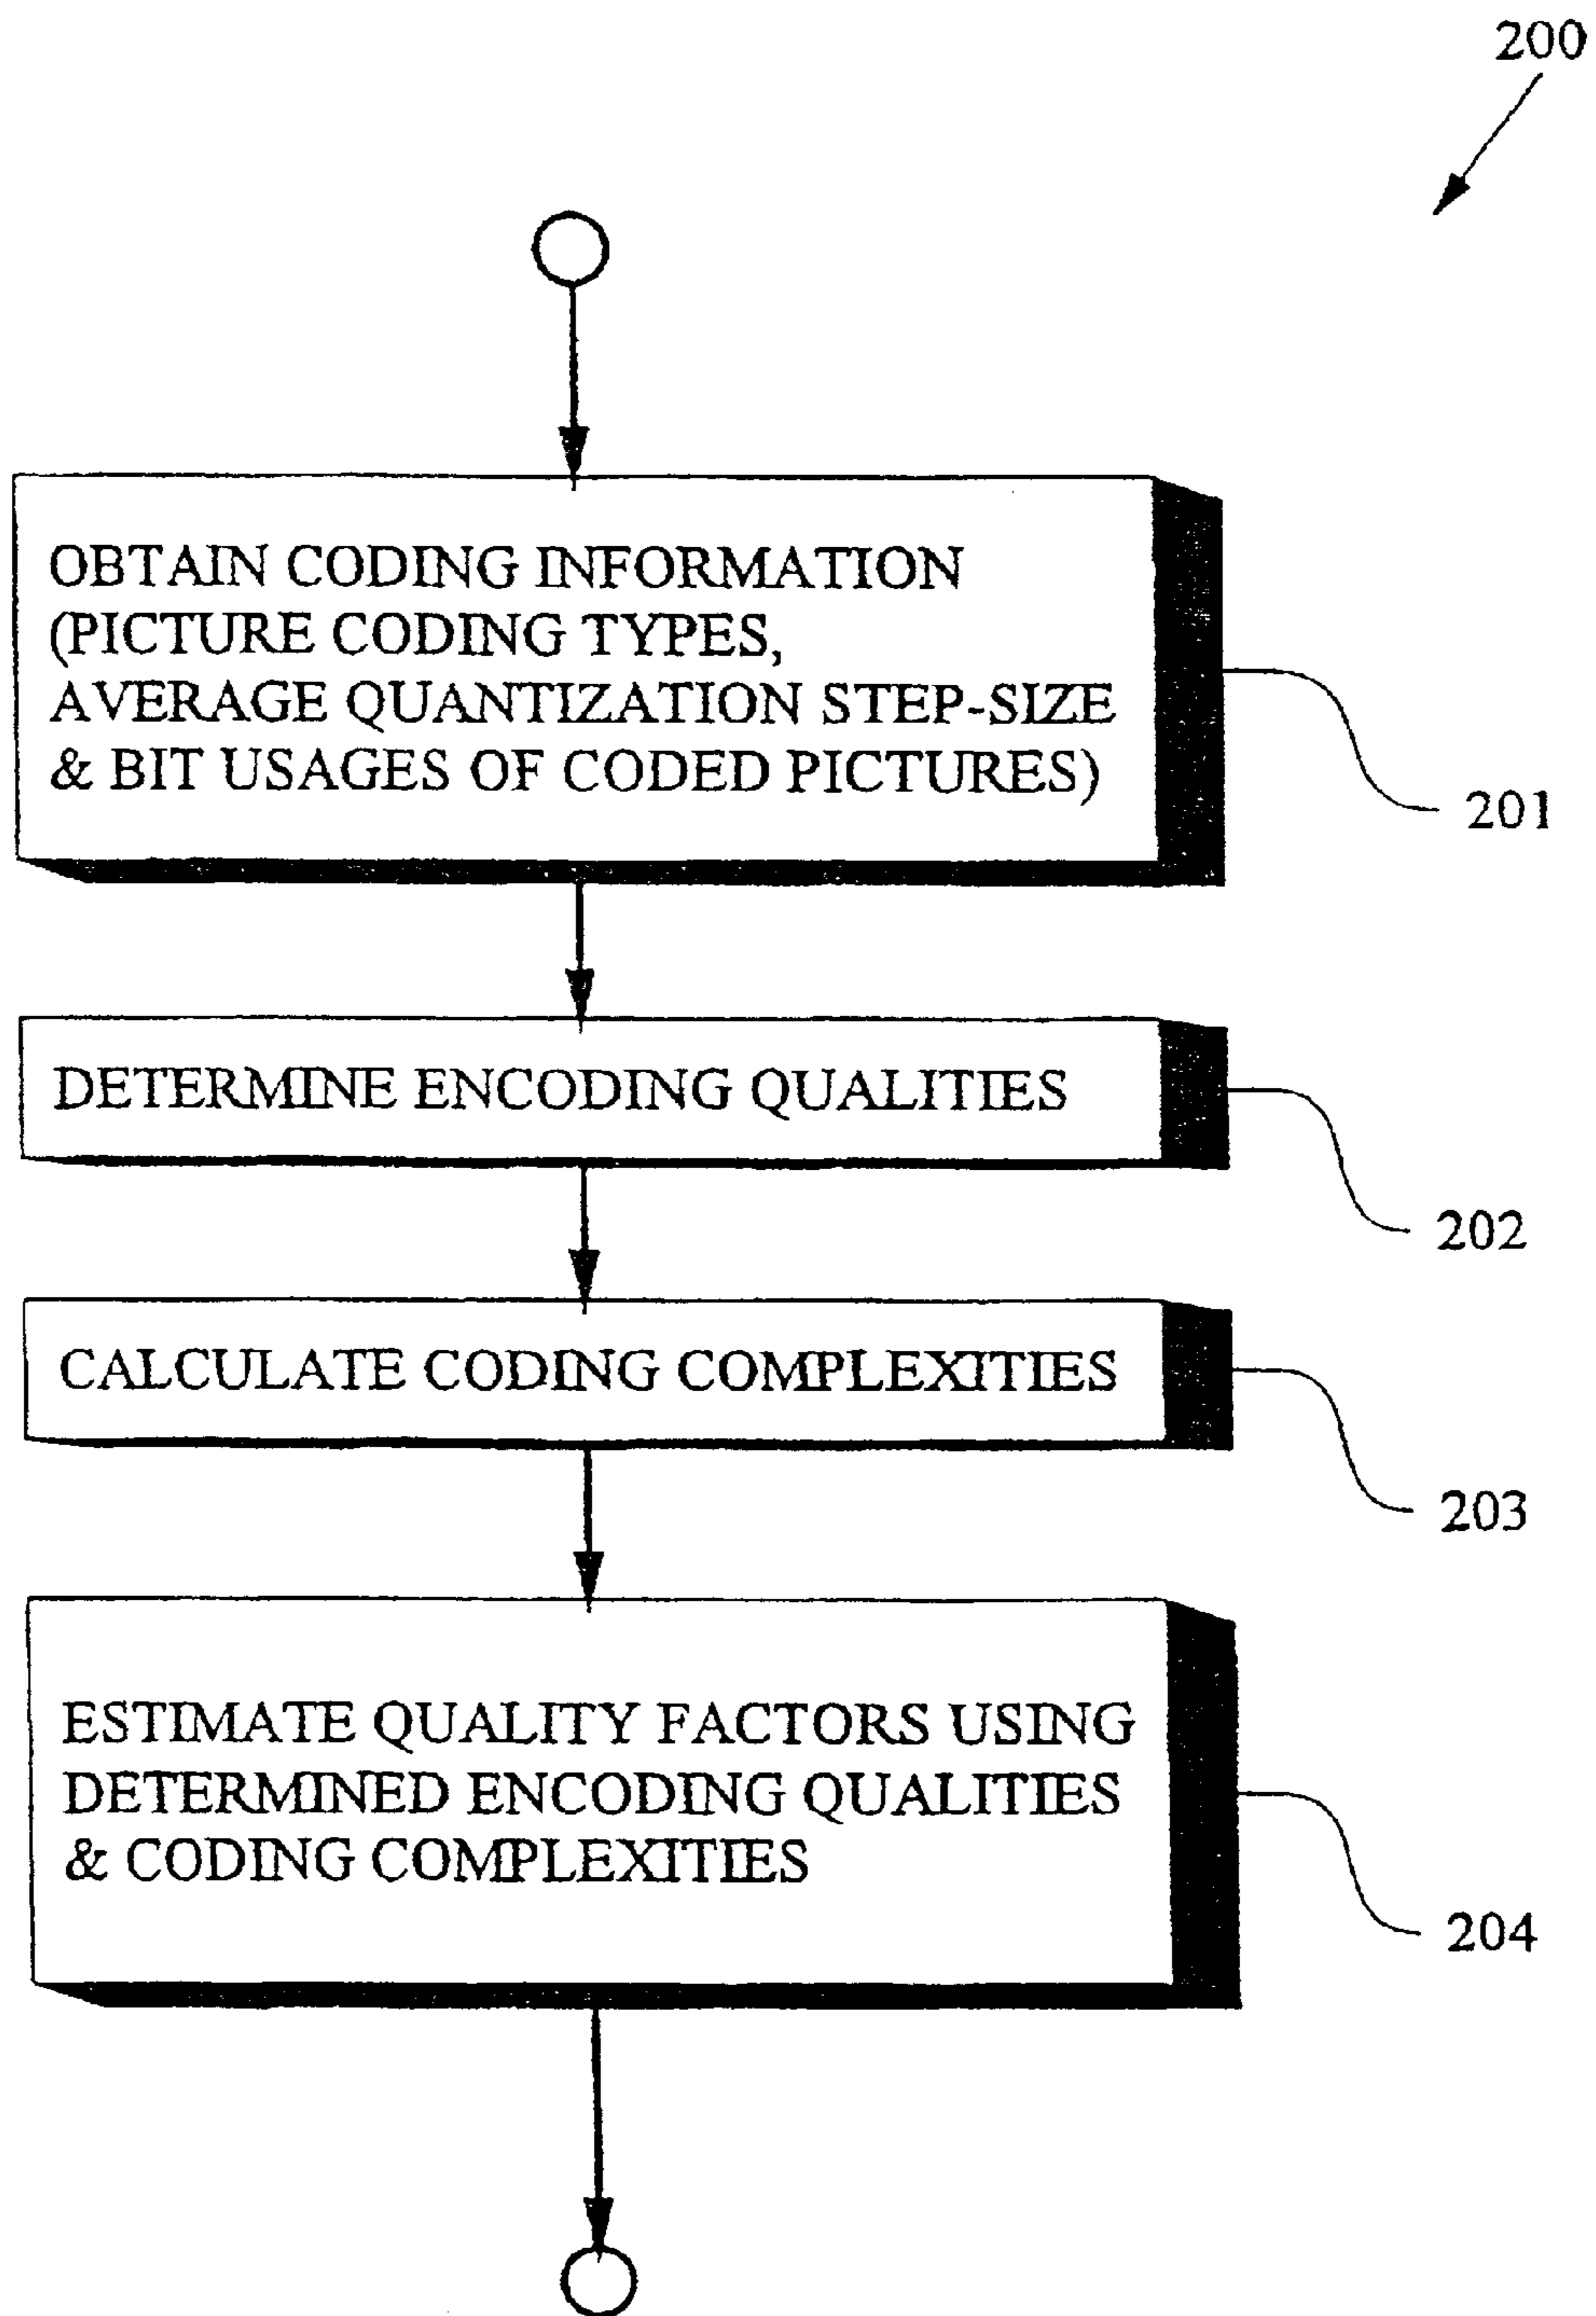 200
OBTAIN CODING INFORMATION
(PICTURE CODING TYPES,
AVERAGE QUANTIZATION STEP-SIZE
& BIT USAGES OF CODED PICTURES)
201
DETERMINE ENCODING QUALITIES
202
CALCULATE CODING COMPLEXITIES
203
ESTIMATE QUALITY FACTORS USING
DETERMINED ENCODING QUALITIES
& CODING COMPLEXITIES
204